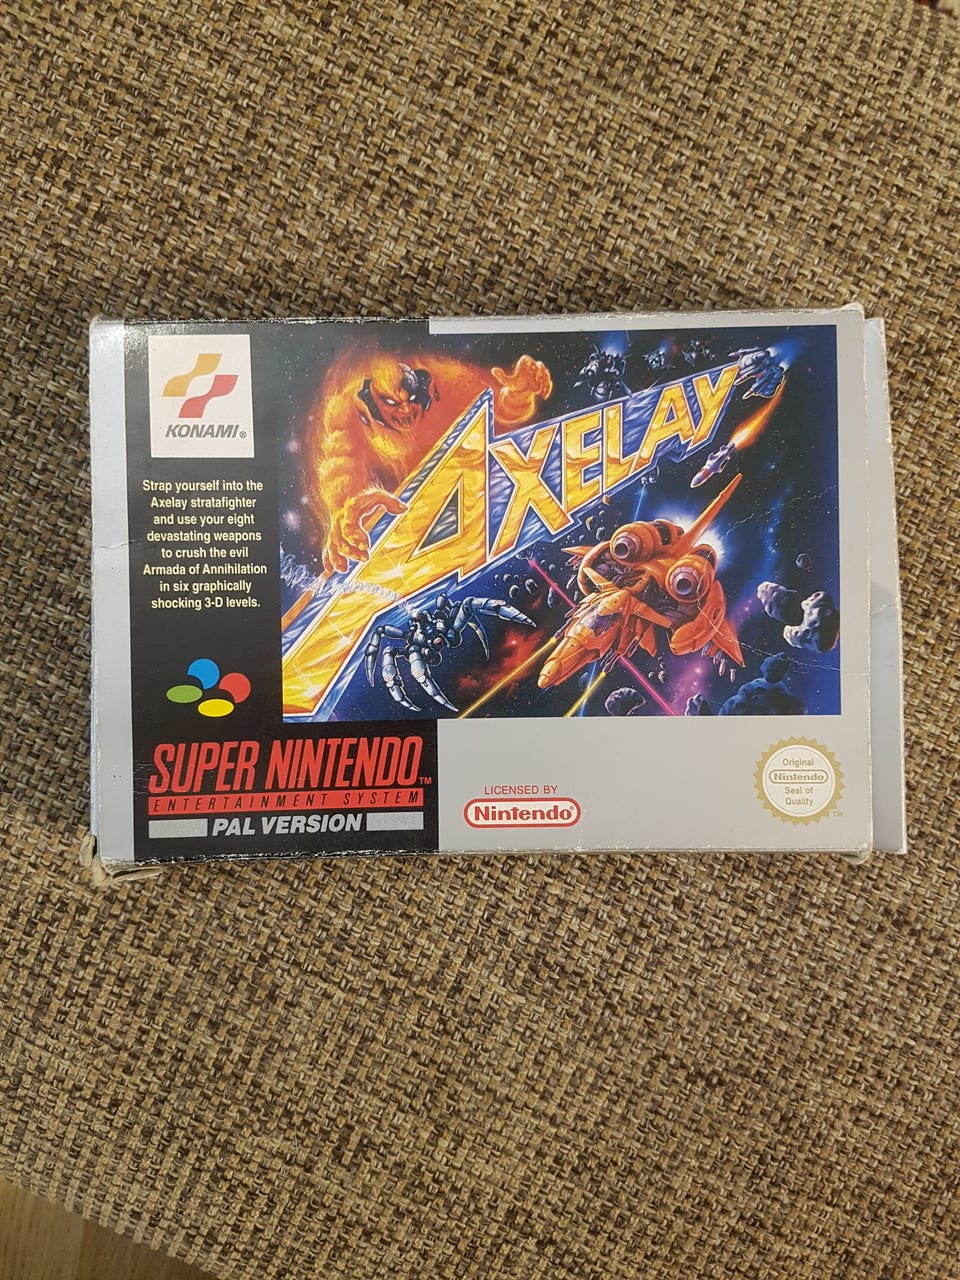 KONAMI®
AXELAY
Strap yourself into the
Axelay stratafighter
and use your eight
devastating weapons
to crush the evil
Armada of Annihilation
in six graphically
shocking 3-D levels.
SUPER NINTENDO™
ENTERTAINMENT SYSTEM
PAL VERSION
LICENSED BY
Nintendo®
Original
Nintendo
Seal of
Quality
TM